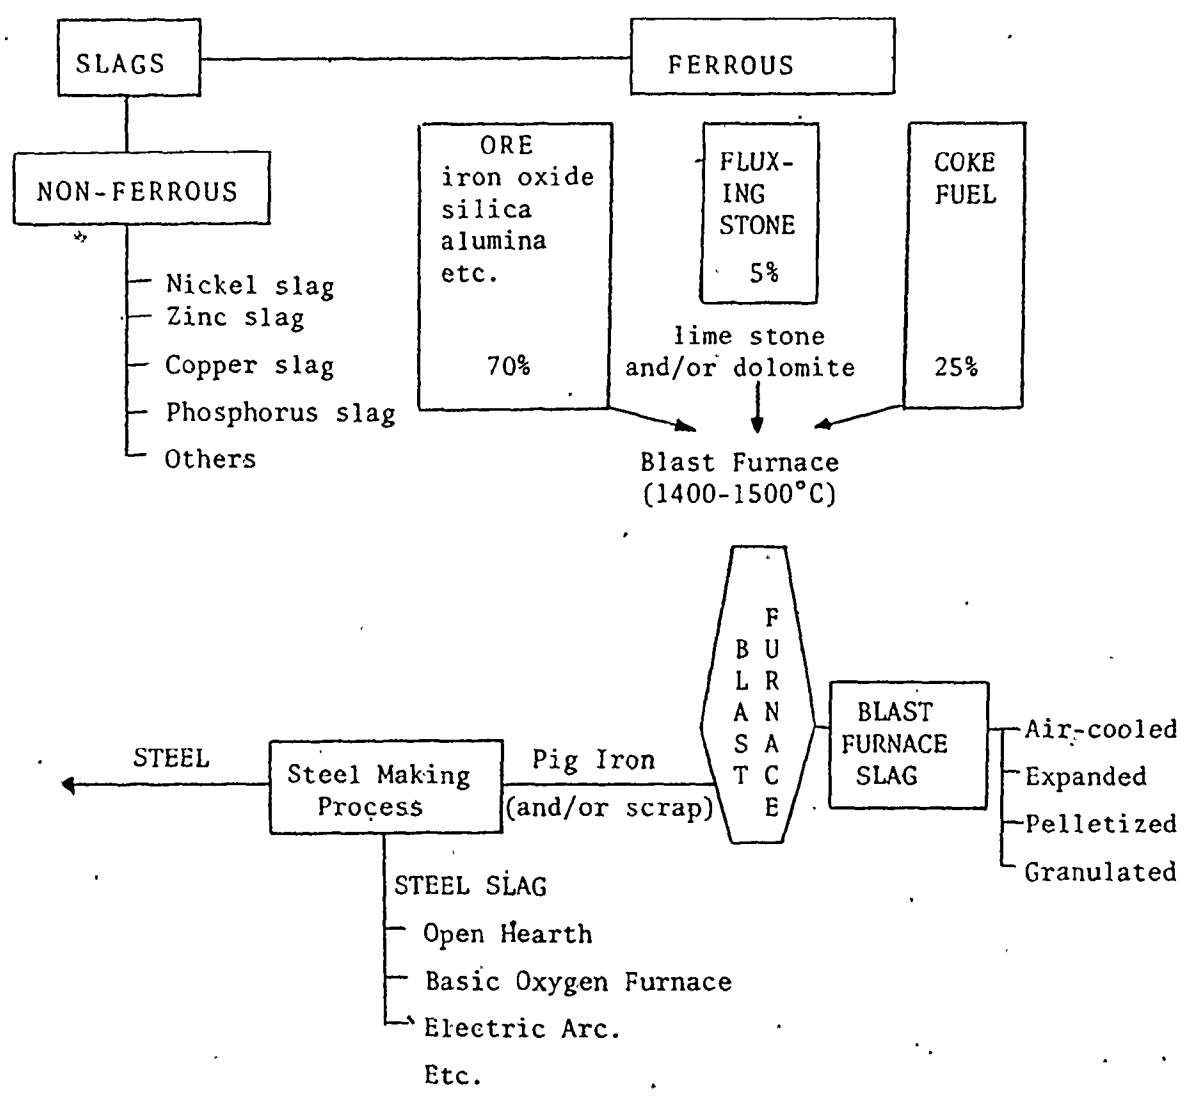 SLAGS
FERROUS
NON-FERROUS
Nickel slag
Zinc slag
Copper slag
Phosphorus slag
Others
ORE
iron oxide
silica
alumina
etc.
70%
FLUX-
ING
STONE
5%
lime stone
and/or dolomite
COKE
FUEL
25%
Blast Furnace
(1400-1500°C)
BLAST
FURNACE
BLAST
FURNACE
SLAG
Air-cooled
Expanded
Pelletized
Granulated
Pig Iron
(and/or scrap)
Steel Making
Process
STEEL
STEEL SLAG
Open Hearth
Basic Oxygen Furnace
Electric Arc.
Etc.